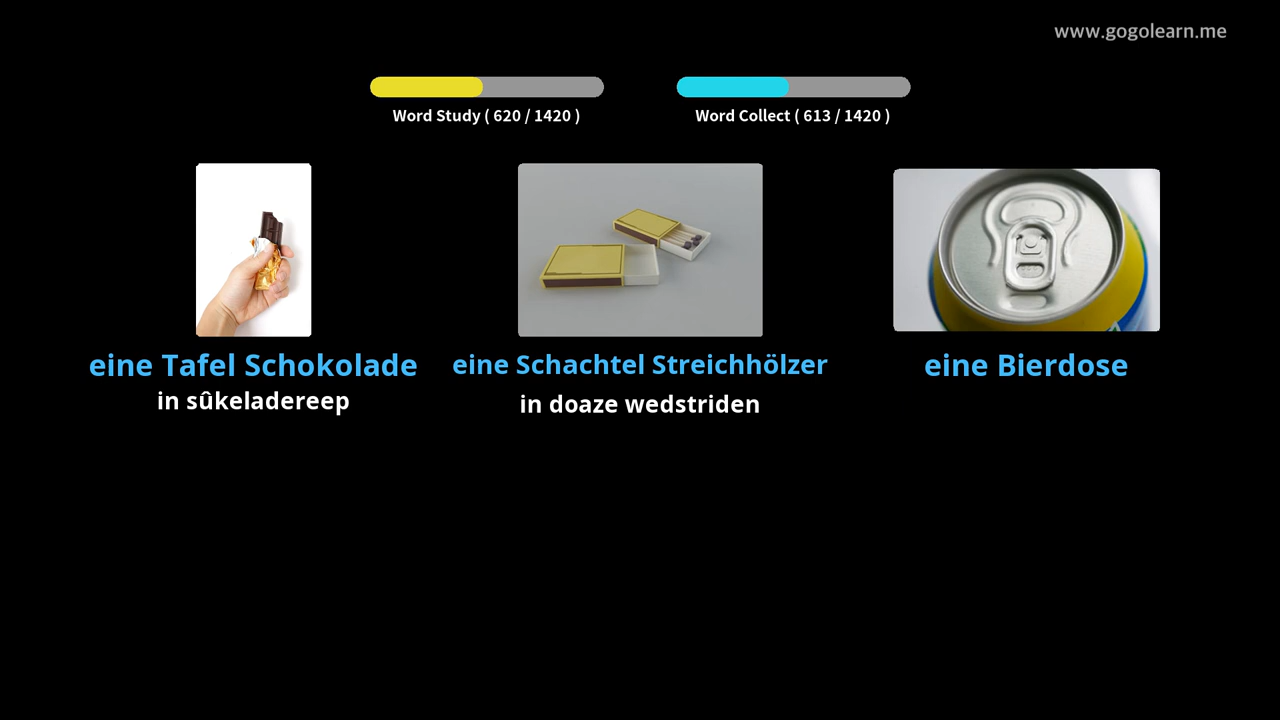 www.gogolearn.me
Word Study ( 620 / 1420 )
Word Collect ( 613 / 1420 )
eine Tafel Schokolade
in sûkeladereep
eine Schachtel Streichhölzer
in doaze wedstriden
eine Bierdose